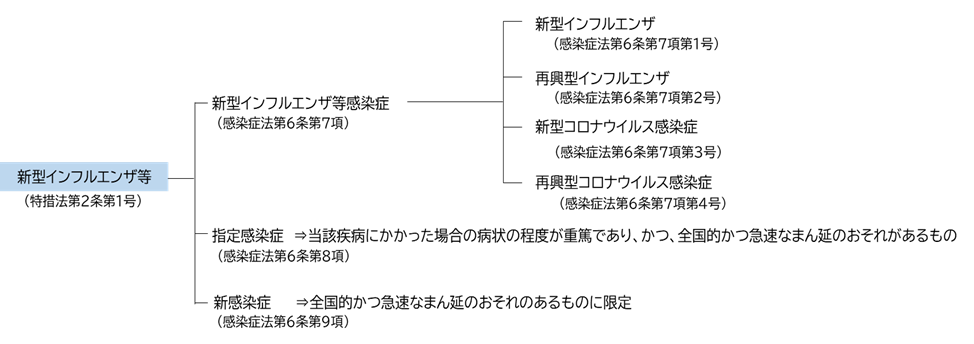 新型インフルエンザ等
（特措法第2条第1号）
新型インフルエンザ等感染症
（感染症法第6条第7項）
新型インフルエンザ
（感染症法第6条第7項第1号）
再興型インフルエンザ
（感染症法第6条第7項第2号）
新型コロナウイルス感染症
（感染症法第6条第7項第3号）
再興型コロナウイルス感染症
（感染症法第6条第7項第4号）
指定感染症 ⇒当該疾病にかかった場合の病状の程度が重篤であり、かつ、全国的かつ急速なまん延のおそれがあるもの
（感染症法第6条第8項）
新感染症 ⇒全国的かつ急速なまん延のおそれのあるものに限定
（感染症法第6条第9項）